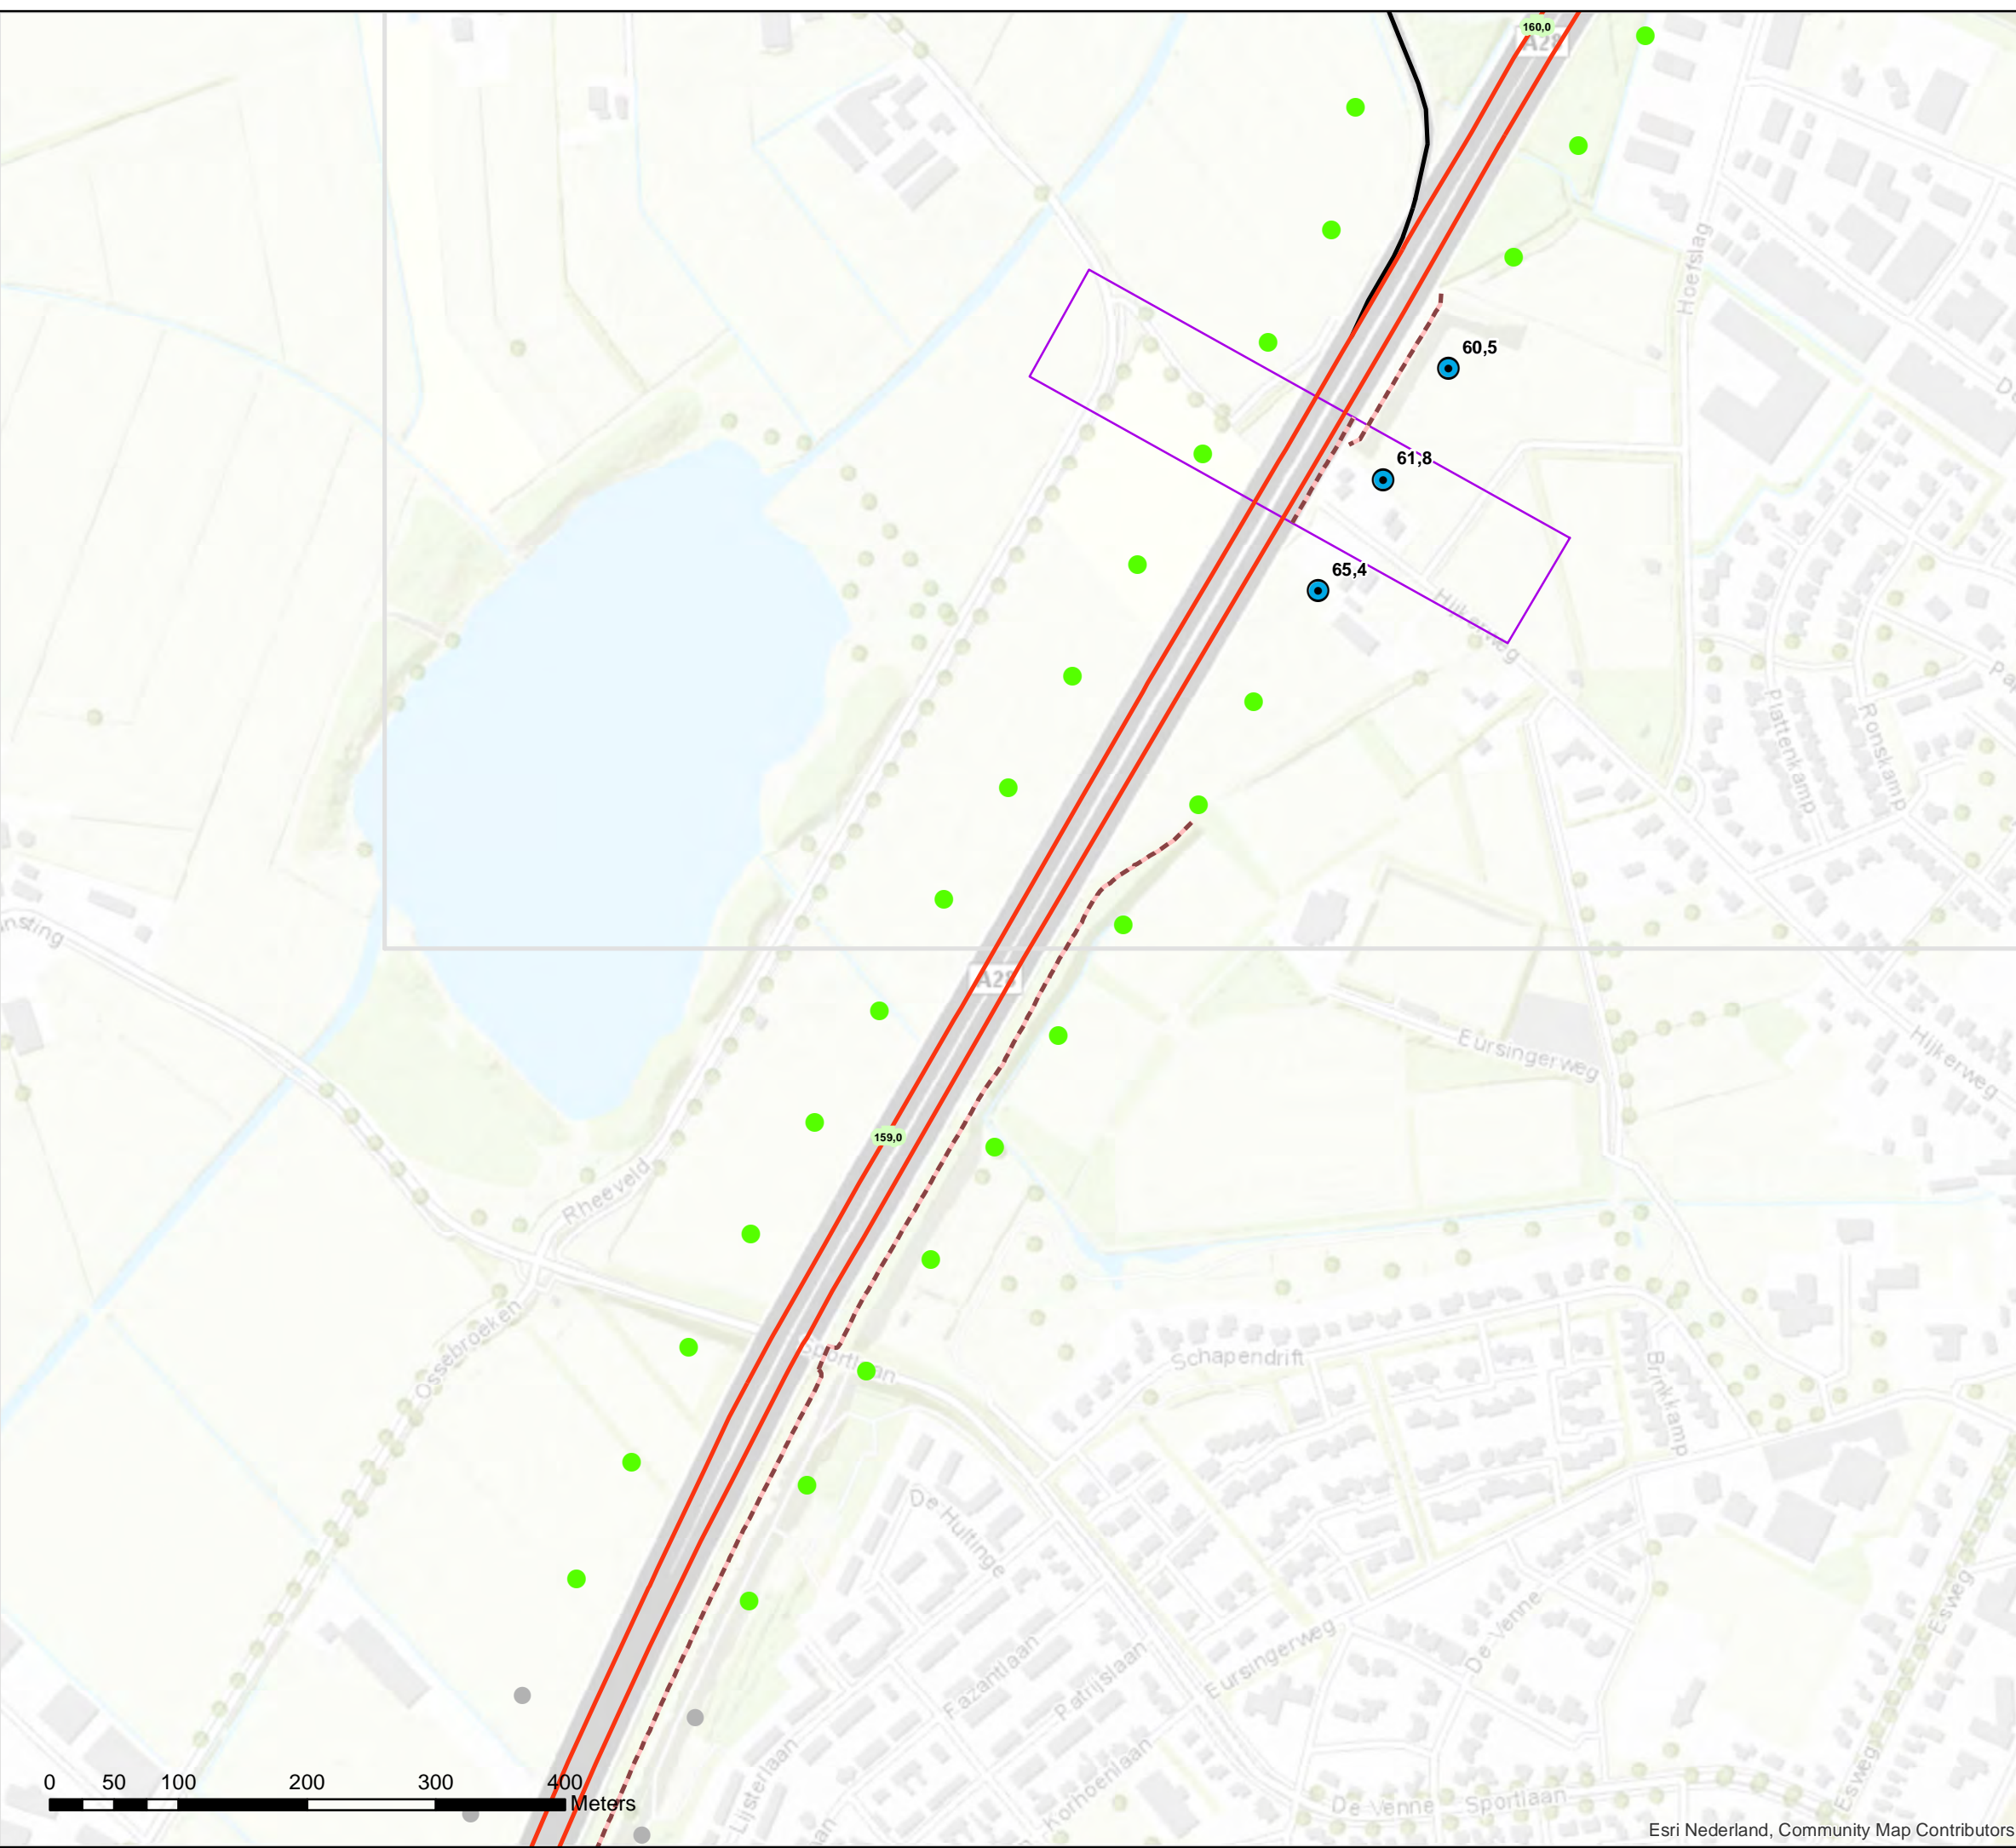 160,0
A28
Hoefslag
60,5
61,8
65,4
Hijkerweg
Plattenkamp
Ronskamp
A28
Eursingerweg
Hijkerweg
159,0
Rheeveld
Ossebroeken
Sportlaan
Schapendrift
Brinkkamp
De Hultinge
De Venne
Esweg
Eursingerweg
Fazantlaan
Patrijslaan
Lijsterlaan
Korhoenlaan
De Venne
Sportlaan
Esweg
0 50 100 200 300 400
Meters
Esri Nederland, Community Map Contributors